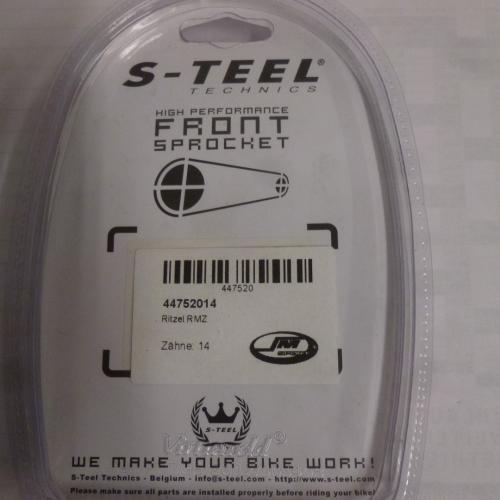 S-TEEL®
TECHNICS
HIGH PERFORMANCE
FRONT
SPROCKET
447520
44752014
Ritzel RMZ
Zähne: 14
JM
S-TEEL
WE MAKE YOUR BIKE WORK!
S-Teel Technics - Belgium - info@s-teel.com - www.s-teel.com
Please make sure all parts are installed properly before riding your bike